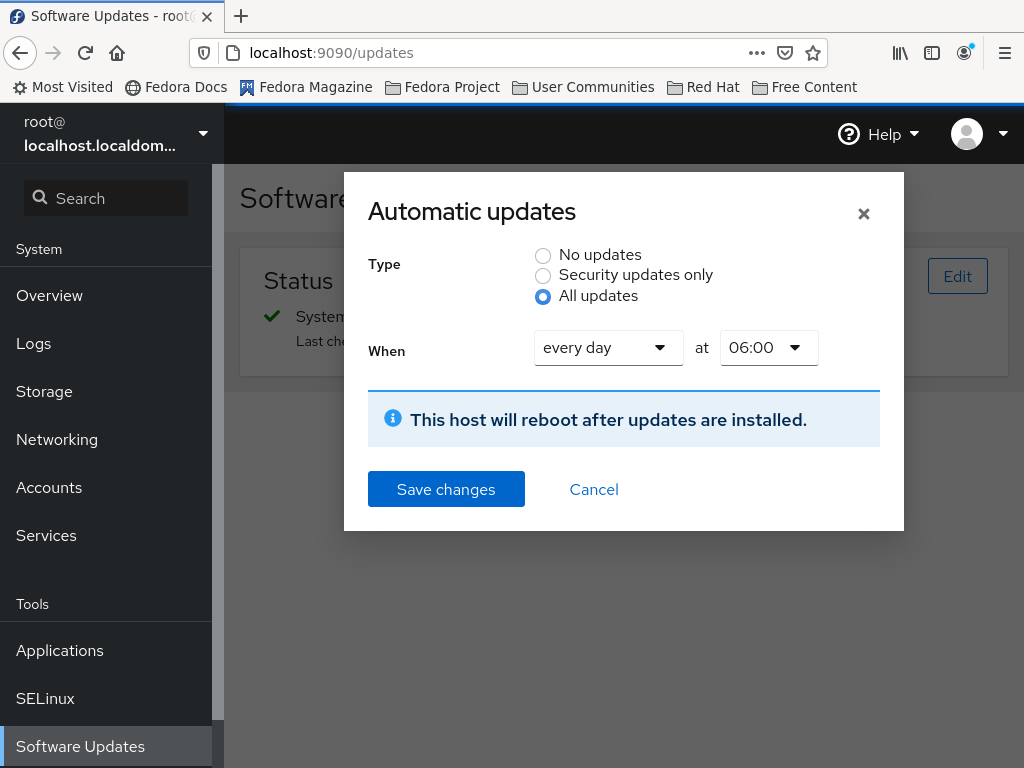 Software Updates - root
localhost:9090/updates
Most Visited
Fedora Docs
Fedora Magazine
Fedora Project
User Communities
Red Hat
Free Content
root@
localhost.localdom...
Help
Search
System
Overview
Logs
Storage
Networking
Accounts
Services
Tools
Applications
SELinux
Software Updates
Software
Status
Edit
System
Last che
Automatic updates
Type
No updates
Security updates only
All updates
When
every day at 06:00
This host will reboot after updates are installed.
Save changes
Cancel